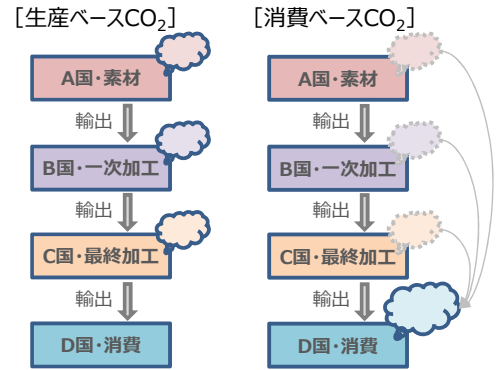 [生産ベースCO₂]
A国・素材
輸出
B国・一次加工
輸出
C国・最終加工
輸出
D国・消費
[消費ベースCO₂]
A国・素材
輸出
B国・一次加工
輸出
C国・最終加工
輸出
D国・消費